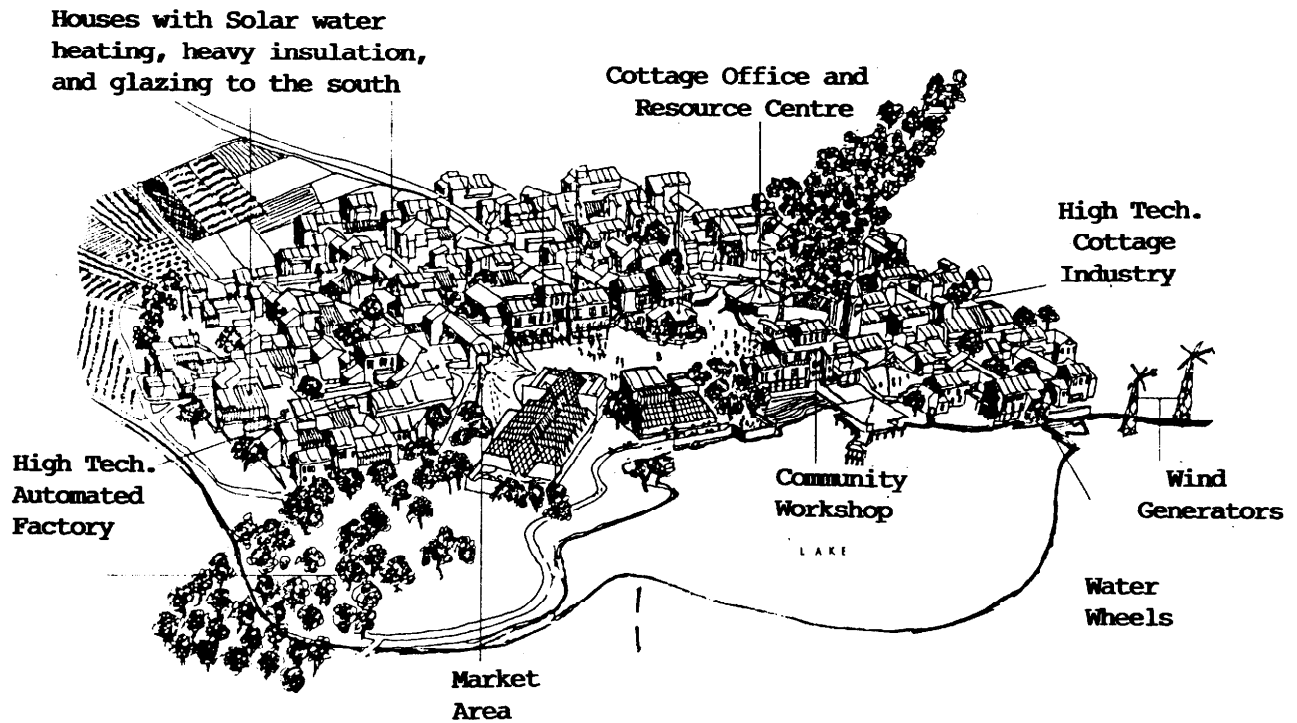 Houses with Solar water
heating, heavy insulation,
and glazing to the south
Cottage Office and
Resource Centre
High Tech.
Cottage
Industry
High Tech.
Automated
Factory
Community
Workshop
Wind
Generators
LAKE
Water
Wheels
Market
Area